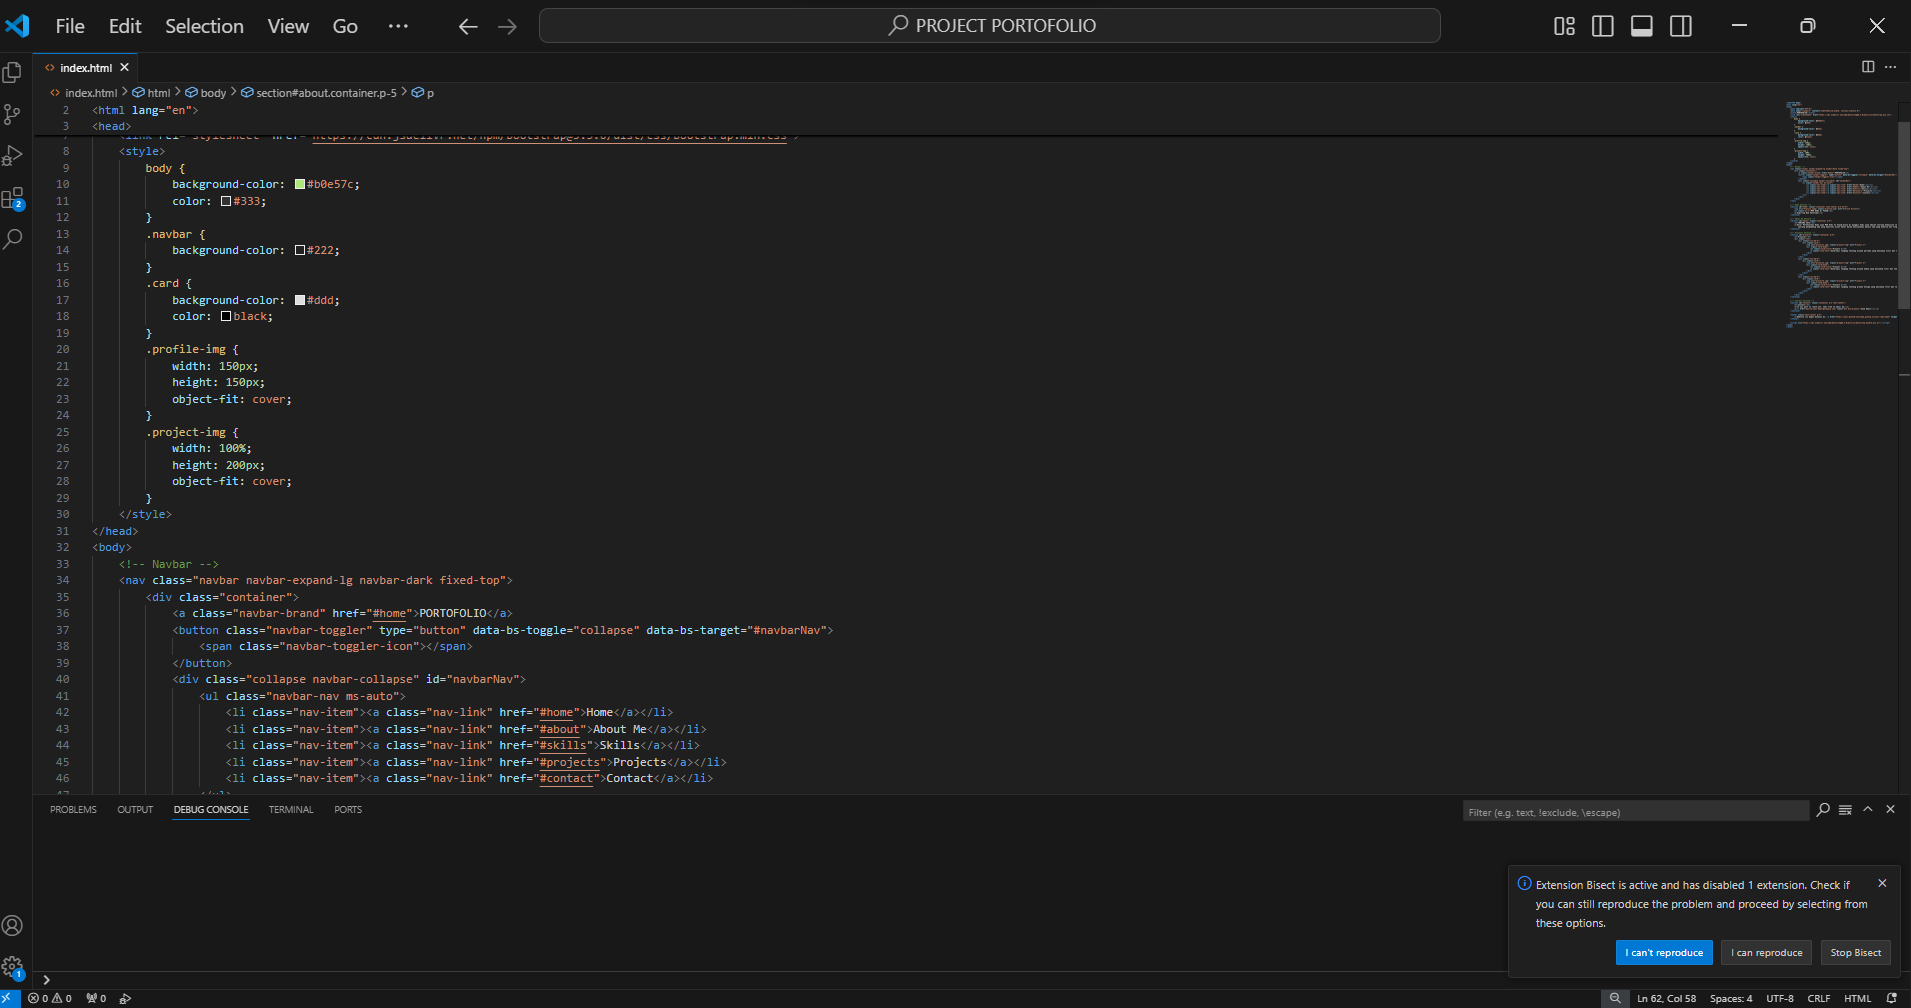 File Edit Selection View Go ··· PROJECT PORTOFOLIO
index.html
index.html > html > body > section#about.container.p-5 > p
2 <html lang="en">
3 <head>
8 <style>
9 body {
10 background-color: #b0e57c;
11 color: #333;
12 }
13 .navbar {
14 background-color: #222;
15 }
16 .card {
17 background-color: #ddd;
18 color: black;
19 }
20 .profile-img {
21 width: 150px;
22 height: 150px;
23 object-fit: cover;
24 }
25 .project-img {
26 width: 100%;
27 height: 200px;
28 object-fit: cover;
29 }
30 </style>
31 </head>
32 <body>
33 <!-- Navbar -->
34 <nav class="navbar navbar-expand-lg navbar-dark fixed-top">
35 <div class="container">
36 <a class="navbar-brand" href="#home">PORTOFOLIO</a>
37 <button class="navbar-toggler" type="button" data-bs-toggle="collapse" data-bs-target="#navbarNav">
38 <span class="navbar-toggler-icon"></span>
39 </button>
40 <div class="collapse navbar-collapse" id="navbarNav">
41 <ul class="navbar-nav ms-auto">
42 <li class="nav-item"><a class="nav-link" href="#home">Home</a></li>
43 <li class="nav-item"><a class="nav-link" href="#about">About Me</a></li>
44 <li class="nav-item"><a class="nav-link" href="#skills">Skills</a></li>
45 <li class="nav-item"><a class="nav-link" href="#projects">Projects</a></li>
46 <li class="nav-item"><a class="nav-link" href="#contact">Contact</a></li>
PROBLEMS OUTPUT DEBUG CONSOLE TERMINAL PORTS Filter (e.g. text, !exclude, \escape)
Extension Bisect is active and has disabled 1 extension. Check if
you can still reproduce the problem and proceed by selecting from
these options.
I can't reproduce I can reproduce Stop Bisect
2
1
0 0 0 Ln 62, Col 58 Spaces: 4 UTF-8 CRLF HTML